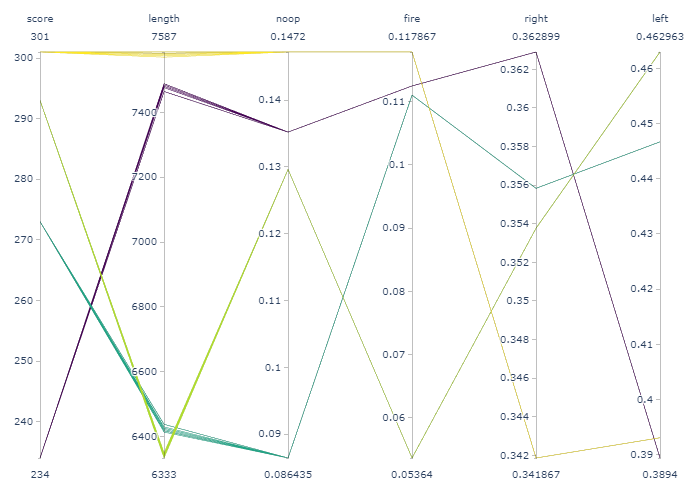 score length noop fire right left
301 7587 0.1472 0.117867 0.362899 0.462963
300 0.362 0.46
0.14
290 7400 0.11 0.36 0.45
0.358
280 7200 0.13 0.1 0.356 0.44
270 7000 0.12 0.09 0.354 0.43
0.352
260 6800 0.11 0.08 0.35 0.42
0.348
250 6600 0.1 0.07 0.346 0.41
240 6400 0.09 0.06 0.344 0.4
0.342 0.39
234 6333 0.086435 0.05364 0.341867 0.3894